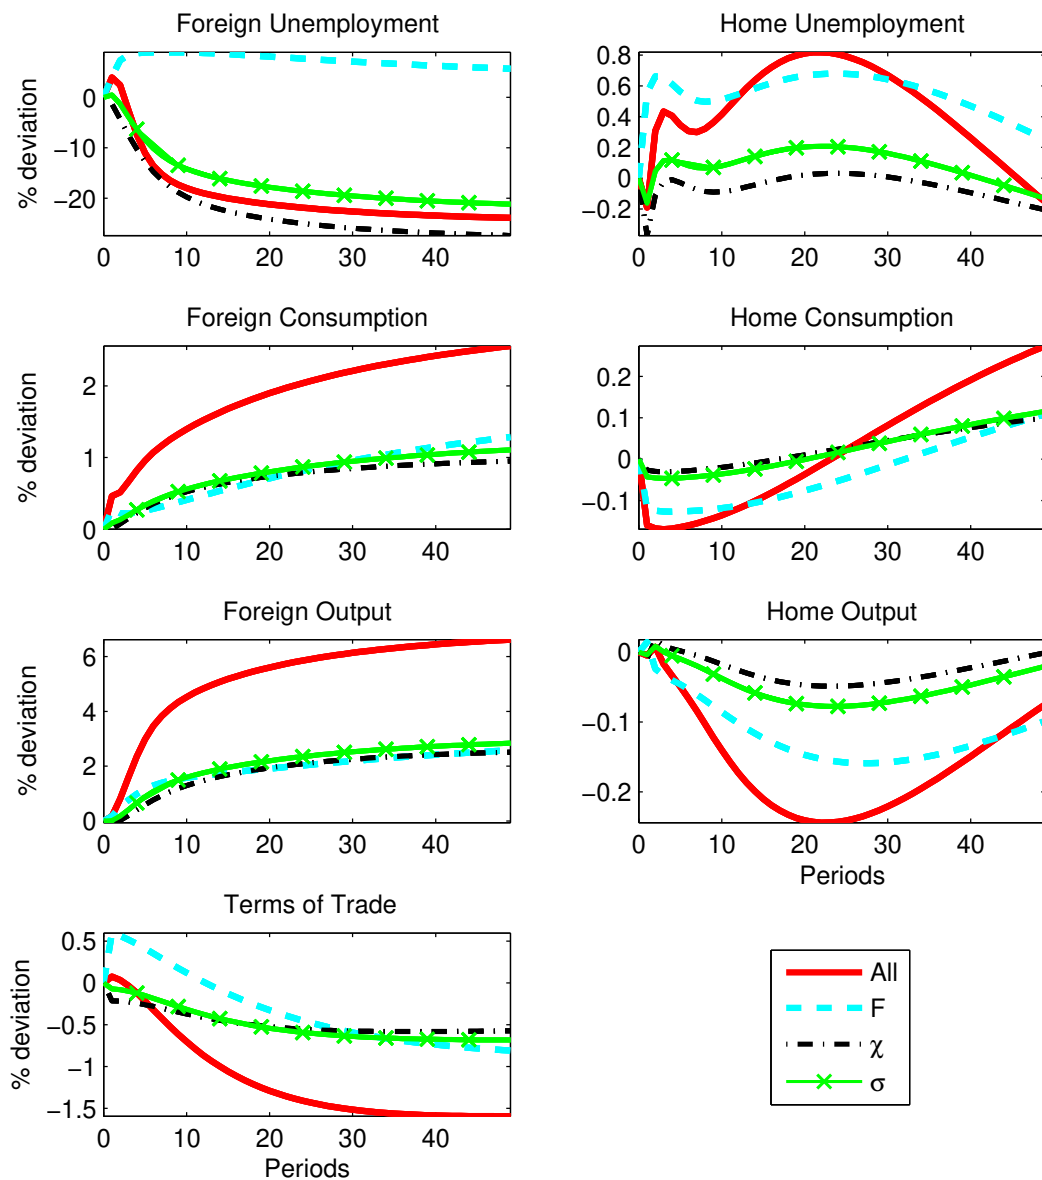 Foreign Unemployment
% deviation
0
−10
−20
0 10 20 30 40
Home Unemployment
0.8
0.6
0.4
0.2
0
−0.2
0 10 20 30 40
Foreign Consumption
% deviation
2
1
0
0 10 20 30 40
Home Consumption
0.2
0.1
0
−0.1
0 10 20 30 40
Foreign Output
% deviation
6
4
2
0
0 10 20 30 40
Home Output
0
−0.1
−0.2
0 10 20 30 40
Periods
Terms of Trade
% deviation
0.5
0
−0.5
−1
−1.5
0 10 20 30 40
Periods
All
F
χ
σ